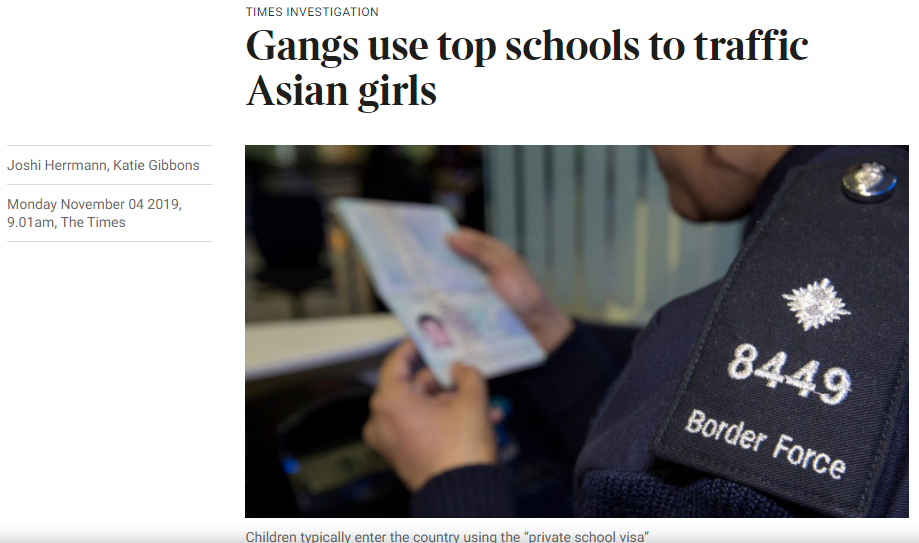 TIMES INVESTIGATION
Gangs use top schools to traffic
Asian girls
Joshi Herrmann, Katie Gibbons
Monday November 04 2019,
9.01am, The Times
8449
Border Force
Children typically enter the country using the “private school visa”